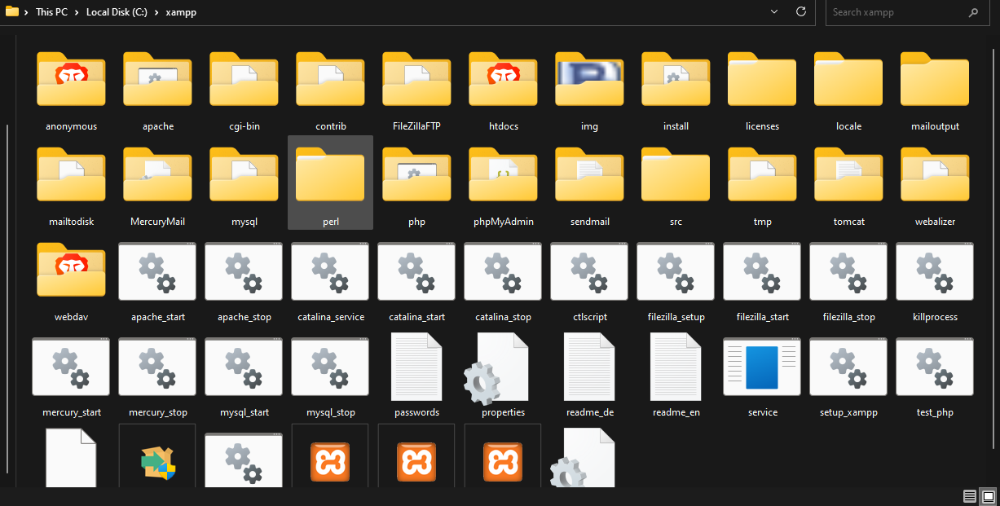 This PC > Local Disk (C:) > xampp
Search xampp
anonymous apache cgi-bin contrib FileZillaFTP htdocs img install licenses locale mailoutput
mailtodisk MercuryMail mysql perl php phpMyAdmin sendmail src tmp tomcat webalizer
webdav apache_start apache_stop catalina_service catalina_start catalina_stop ctlscript filezilla_setup filezilla_start filezilla_stop killprocess
mercury_start mercury_stop mysql_start mysql_stop passwords properties readme_de readme_en service setup_xampp test_php